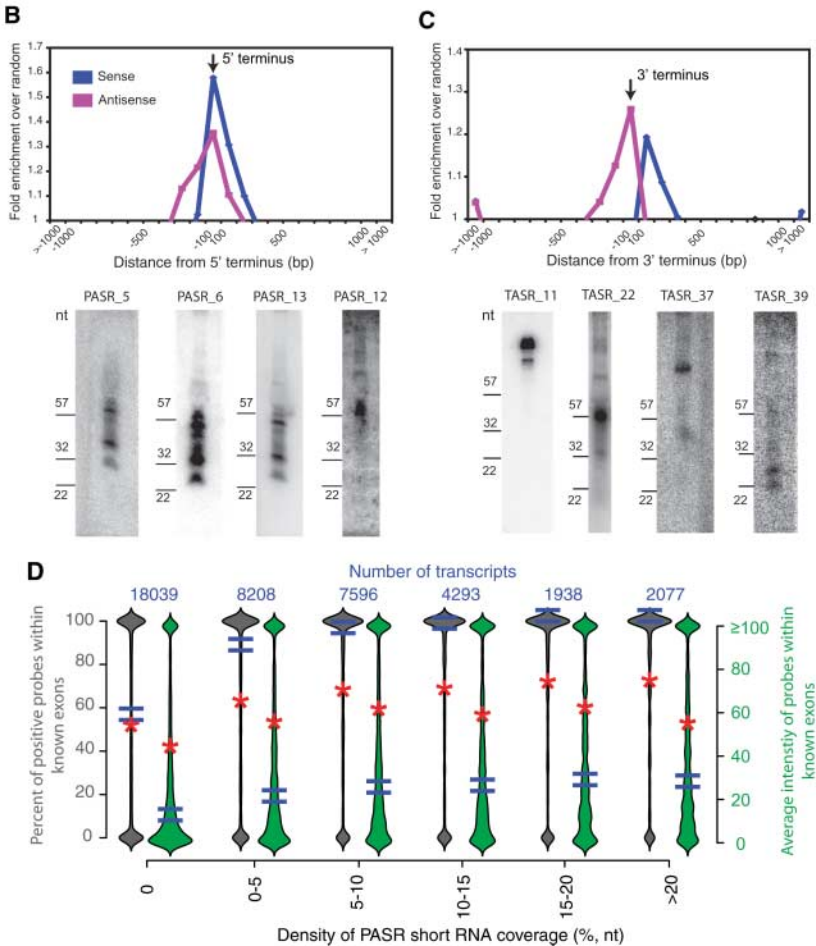 B
1.7
1.6
1.5
1.4
1.3
1.2
1.1
1
Fold enrichment over random
5' terminus
Sense
Antisense
>-1000
-1000
-500
-100
100
500
1000
> 1000
Distance from 5' terminus (bp)
C
1.4
1.3
1.2
1.1
1
Fold enrichment over random
3' terminus
>-1000
-1000
-500
-100
100
500
1000
>1000
Distance from 3' terminus (bp)
PASR_5
PASR_6
PASR_13
PASR_12
nt
57
32
22
57
32
22
57
32
22
57
32
22
TASR_11
TASR_22
TASR_37
TASR_39
nt
57
32
22
57
32
22
57
32
22
57
32
22
D
Number of transcripts
18039
8208
7596
4293
1938
2077
100
80
60
40
20
0
Percent of positive probes within
known exons
≥100
80
60
40
20
0
Average intenstiy of probes within
known exons
0
0-5
5-10
10-15
15-20
>20
Density of PASR short RNA coverage (%, nt)